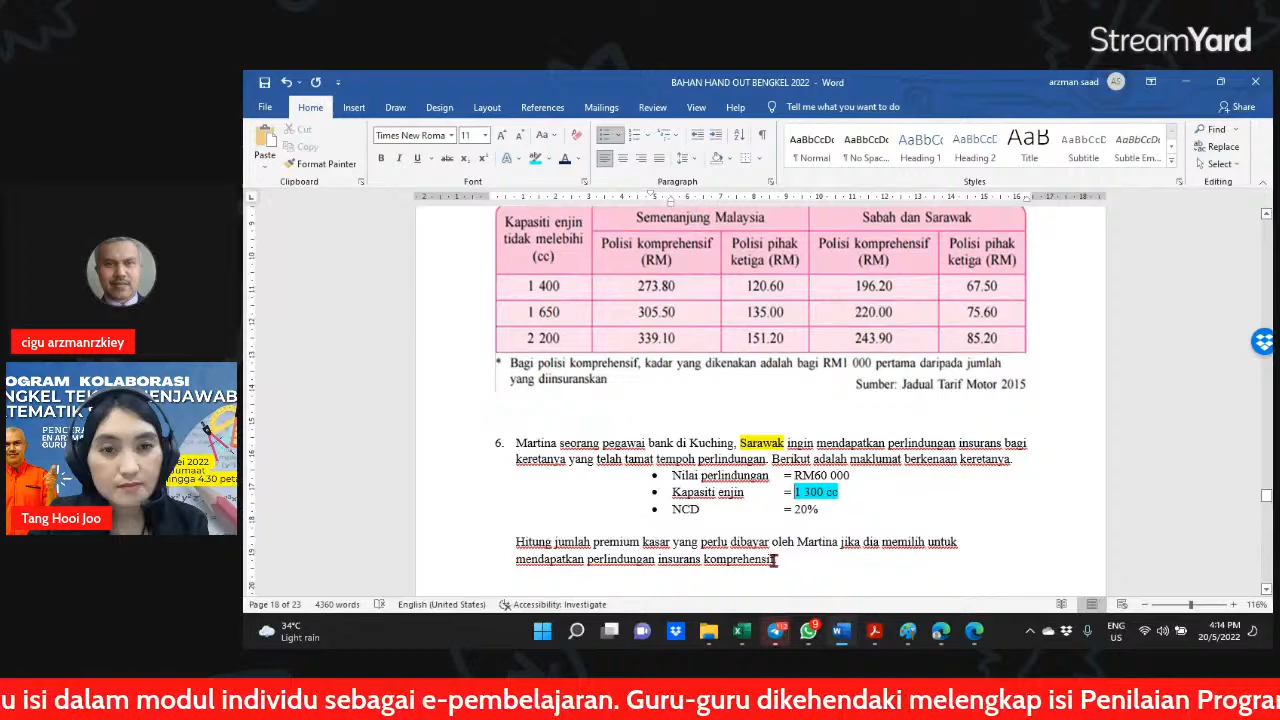 StreamYard
BAHAN HAND OUT BENGKEL 2022 - Word
arzman saad
AS
File Home Insert Draw Design Layout References Mailings Review View Help Tell me what you want to do Share
Paste
Cut
Copy
Format Painter
Clipboard
Times New Roma 11
Font
Paragraph
AaBbCcDc AaBbCcDc AaBbCc AaBbCcD AaB AaBbCcD AaBbCcDc
¶ Normal ¶ No Spac... Heading 1 Heading 2 Title Subtitle Subtle Em...
Styles
Find
Replace
Select
Editing
Kapasiti enjin tidak melebihi (cc)
Semenanjung Malaysia Sabah dan Sarawak
Polisi komprehensif (RM) Polisi pihak ketiga (RM) Polisi komprehensif (RM) Polisi pihak ketiga (RM)
1 400 273.80 120.60 196.20 67.50
1 650 305.50 135.00 220.00 75.60
2 200 339.10 151.20 243.90 85.20
* Bagi polisi komprehensif, kadar yang dikenakan adalah bagi RM1 000 pertama daripada jumlah
yang diinsuranskan
Sumber: Jadual Tarif Motor 2015
6. Martina seorang pegawai bank di Kuching, Sarawak ingin mendapatkan perlindungan insurans bagi
keretanya yang telah tamat tempoh perlindungan. Berikut adalah maklumat berkenaan keretanya.
• Nilai perlindungan = RM60 000
• Kapasiti enjin = 1 300 cc
• NCD = 20%
Hitung jumlah premium kasar yang perlu dibayar oleh Martina jika dia memilih untuk
mendapatkan perlindungan insurans komprehensif
cigu arzmanrzkiey
PROGRAM KOLABORASI
Tang Hooi Joo
Page 18 of 23 4360 words English (United States) Accessibility: Investigate 116%
34°C
Light rain
ENG
US
4:14 PM
20/5/2022
u isi dalam modul individu sebagai e-pembelajaran. Guru-guru dikehendaki melengkap isi Penilaian Progra